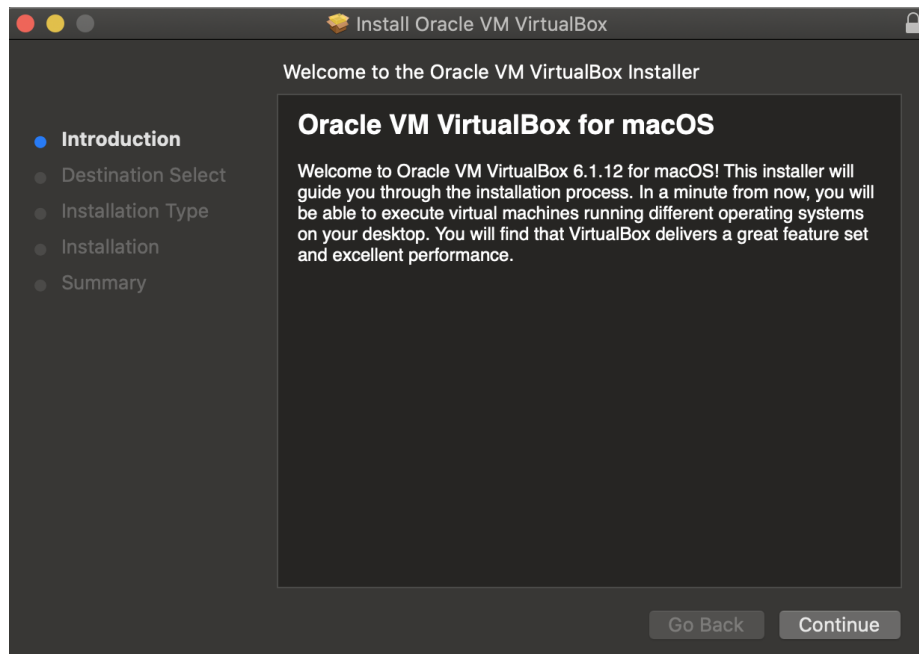 Install Oracle VM VirtualBox
Welcome to the Oracle VM VirtualBox Installer
Introduction
Destination Select
Installation Type
Installation
Summary
Oracle VM VirtualBox for macOS
Welcome to Oracle VM VirtualBox 6.1.12 for macOS! This installer will
guide you through the installation process. In a minute from now, you will
be able to execute virtual machines running different operating systems
on your desktop. You will find that VirtualBox delivers a great feature set
and excellent performance.
Go Back
Continue